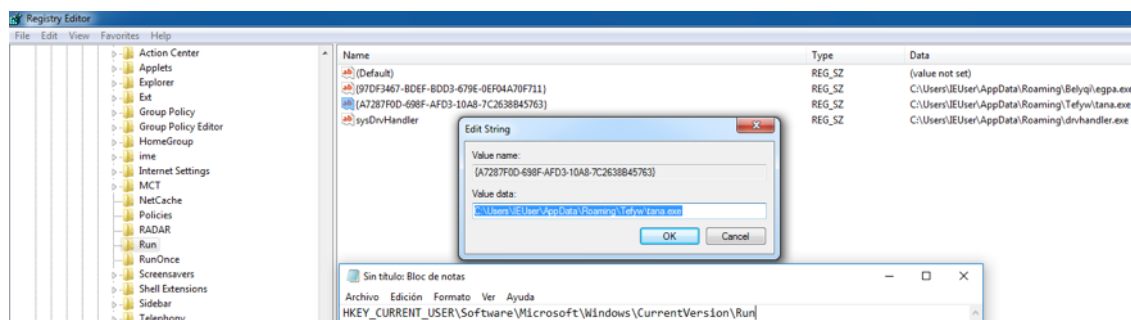 Registry Editor
File Edit View Favorites Help
Action Center
Applets
Explorer
Ext
Group Policy
Group Policy Editor
HomeGroup
ime
Internet Settings
MCT
NetCache
Policies
RADAR
Run
RunOnce
Screensavers
Shell Extensions
Sidebar
Telephony
Name Type Data
(Default) REG_SZ (value not set)
{97DF3467-BDEF-BDD3-679E-0EF04A70F711} REG_SZ C:\Users\IEUser\AppData\Roaming\Belyqi\egpa.exe
{A7287F0D-698F-AFD3-10A8-7C2638B45763} REG_SZ C:\Users\IEUser\AppData\Roaming\Tefyw\tana.exe
sysDrvHandler REG_SZ C:\Users\IEUser\AppData\Roaming\drvhandler.exe
Edit String
Value name:
{A7287F0D-698F-AFD3-10A8-7C2638B45763}
Value data:
C:\Users\IEUser\AppData\Roaming\Tefyw\tana.exe
OK Cancel
Sin título: Bloc de notas
Archivo Edición Formato Ver Ayuda
HKEY_CURRENT_USER\Software\Microsoft\Windows\CurrentVersion\Run